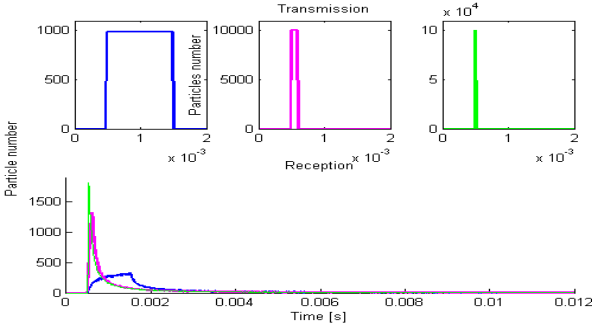 Transmission
1000
500
0
0 1 2
x 10⁻³
Particles number
10000
5000
0
0 1 2
x 10⁻³
x 10⁴
10
5
0
0 1 2
x 10⁻³
Reception
Particle number
1500
1000
500
0
0 0.002 0.004 0.006 0.008 0.01 0.012
Time [s]